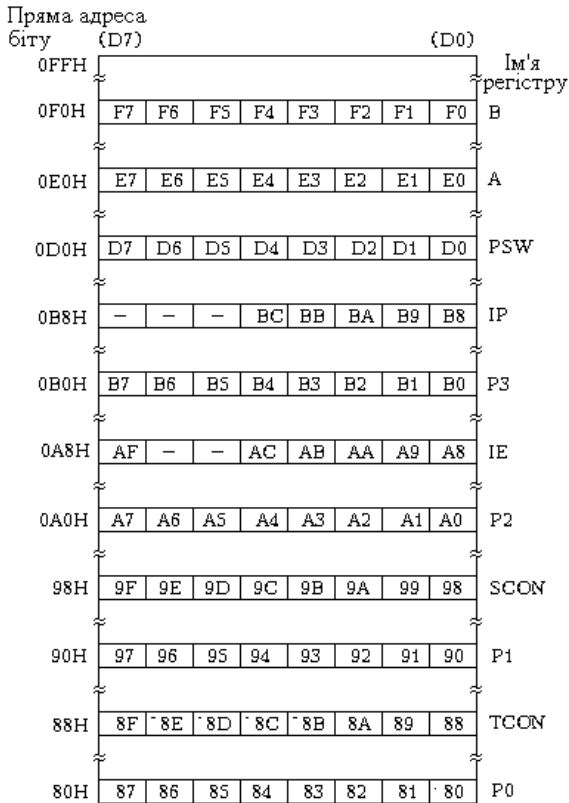 Пряма адреса
біту (D7) (D0)
0FFH Ім'я
регістру
0F0H F7 F6 F5 F4 F3 F2 F1 F0 B
0E0H E7 E6 E5 E4 E3 E2 E1 E0 A
0D0H D7 D6 D5 D4 D3 D2 D1 D0 PSW
0B8H – – – BC BB BA B9 B8 IP
0B0H B7 B6 B5 B4 B3 B2 B1 B0 P3
0A8H AF – – AC AB AA A9 A8 IE
0A0H A7 A6 A5 A4 A3 A2 A1 A0 P2
98H 9F 9E 9D 9C 9B 9A 99 98 SCON
90H 97 96 95 94 93 92 91 90 P1
88H 8F 8E 8D 8C 8B 8A 89 88 TCON
80H 87 86 85 84 83 82 81 80 P0